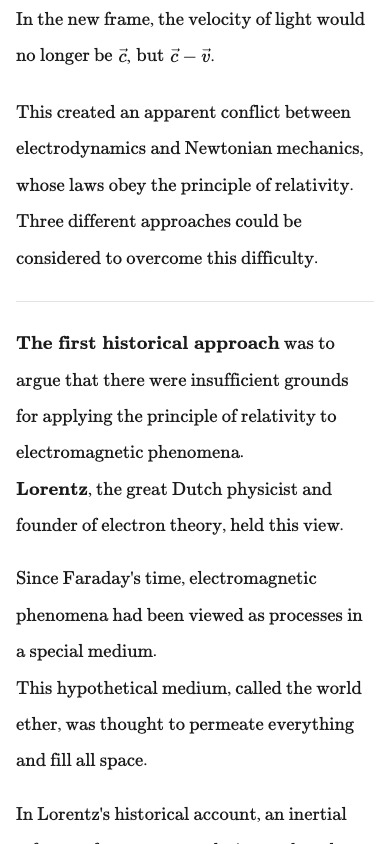 In the new frame, the velocity of light would
no longer be c⃗, but c⃗ − v⃗.
This created an apparent conflict between
electrodynamics and Newtonian mechanics,
whose laws obey the principle of relativity.
Three different approaches could be
considered to overcome this difficulty.
The first historical approach was to
argue that there were insufficient grounds
for applying the principle of relativity to
electromagnetic phenomena.
Lorentz, the great Dutch physicist and
founder of electron theory, held this view.
Since Faraday's time, electromagnetic
phenomena had been viewed as processes in
a special medium.
This hypothetical medium, called the world
ether, was thought to permeate everything
and fill all space.
In Lorentz's historical account, an inertial